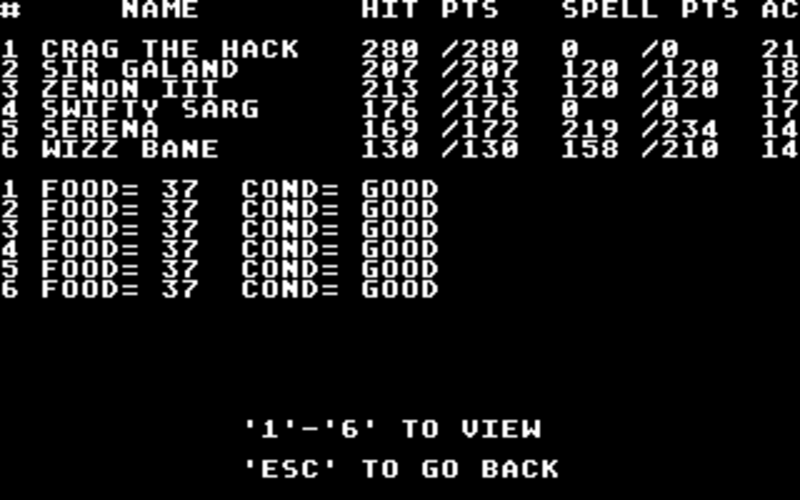 # NAME HIT PTS SPELL PTS AC
1 CRAG THE HACK 280 /280 0 /0 21
2 SIR GALAND 207 /207 120 /120 18
3 ZENON III 213 /213 120 /120 17
4 SWIFTY SARG 176 /176 0 /0 17
5 SERENA 169 /172 219 /234 14
6 WIZZ BANE 130 /130 158 /210 14
1 FOOD= 37 COND= GOOD
2 FOOD= 37 COND= GOOD
3 FOOD= 37 COND= GOOD
4 FOOD= 37 COND= GOOD
5 FOOD= 37 COND= GOOD
6 FOOD= 37 COND= GOOD
'1'-'6' TO VIEW
'ESC' TO GO BACK